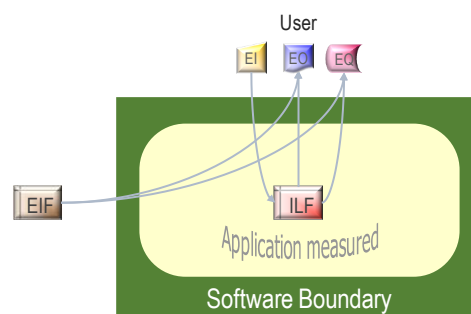 User
EI EO EQ
EIF
ILF
Application measured
Software Boundary